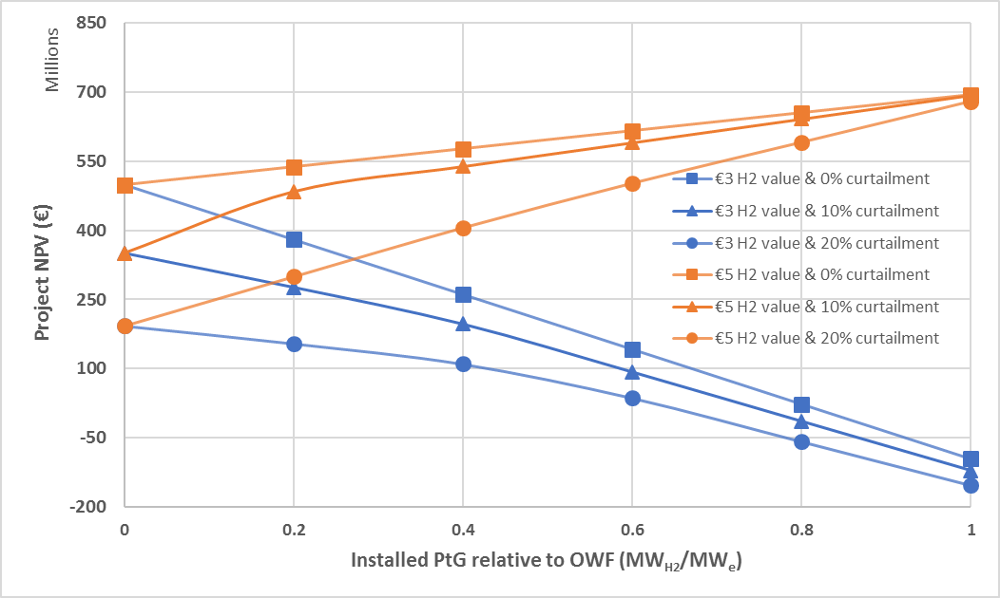 850
Millions
700
550
400
250
100
-50
-200
Project NPV (€)
€3 H2 value & 0% curtailment
€3 H2 value & 10% curtailment
€3 H2 value & 20% curtailment
€5 H2 value & 0% curtailment
€5 H2 value & 10% curtailment
€5 H2 value & 20% curtailment
0 0.2 0.4 0.6 0.8 1
Installed PtG relative to OWF (MWH2/MWe)